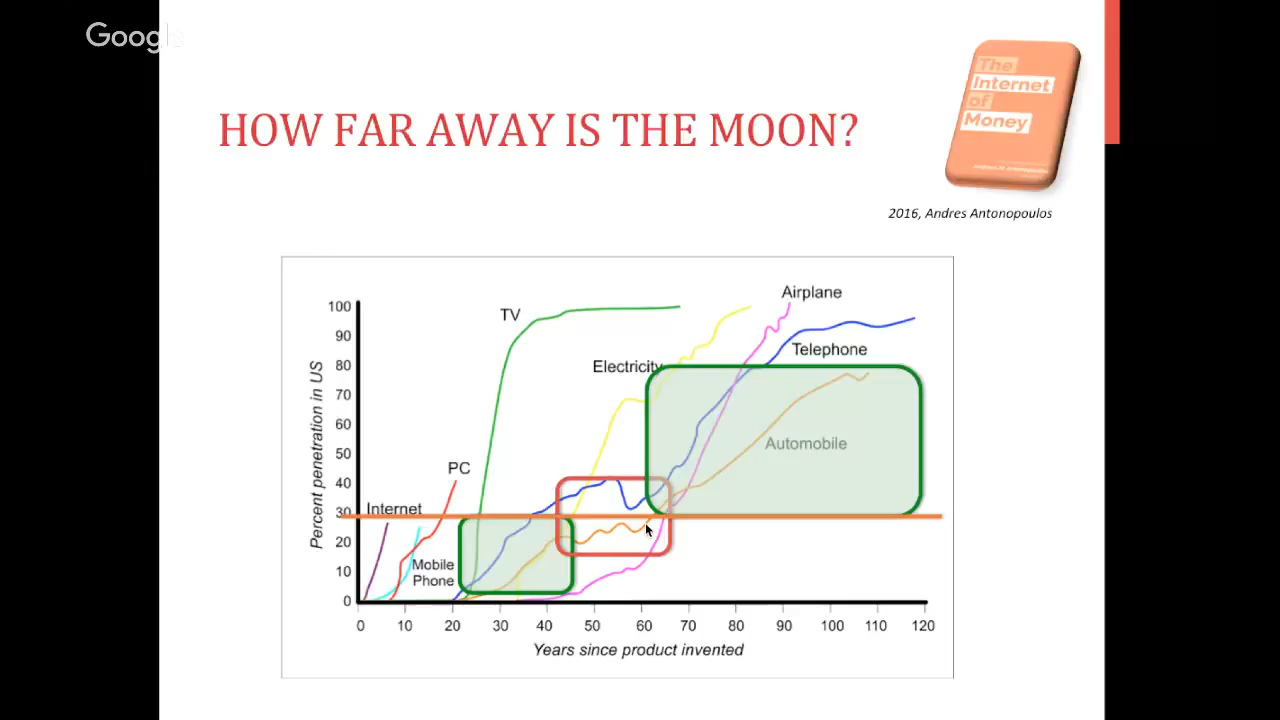 Google
The
Internet
of
Money
HOW FAR AWAY IS THE MOON?
2016, Andres Antonopoulos
Percent penetration in US
100
90
80
70
60
50
40
30
20
10
0
TV
Airplane
Telephone
Electricity
Automobile
PC
Internet
Mobile
Phone
0 10 20 30 40 50 60 70 80 90 100 110 120
Years since product invented